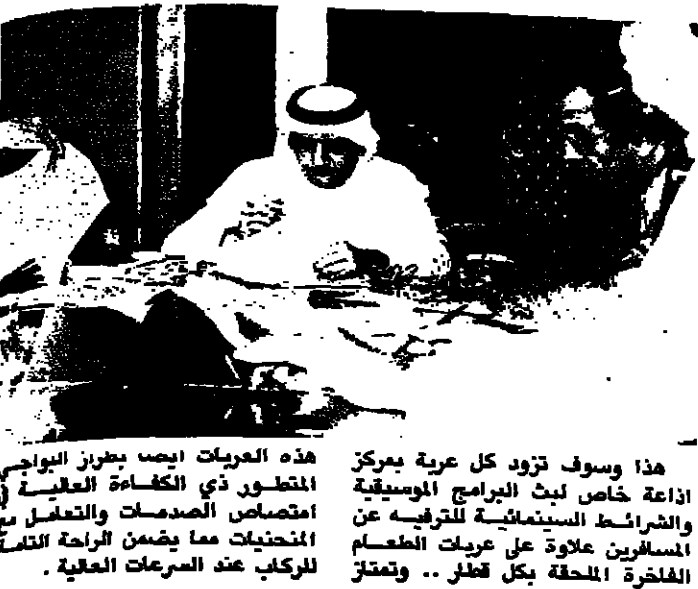 هذا وسوف تزود كل عربة بمركز
اذاعة خاص لبث البرامج الموسيقية
والشرائط السينمائية للترفيه عن
المسافرين علاوة على عربات الطعام
الفاخرة الملحقة بكل قطار .. وتمتاز
هذه العربات ايضا بطراز البواجي
المتطور ذي الكفاءة العالية في
امتصاص الصدمات والتعامل مع
المنحنيات مما يضمن الراحة التامة
للركاب عند السرعات العالية .